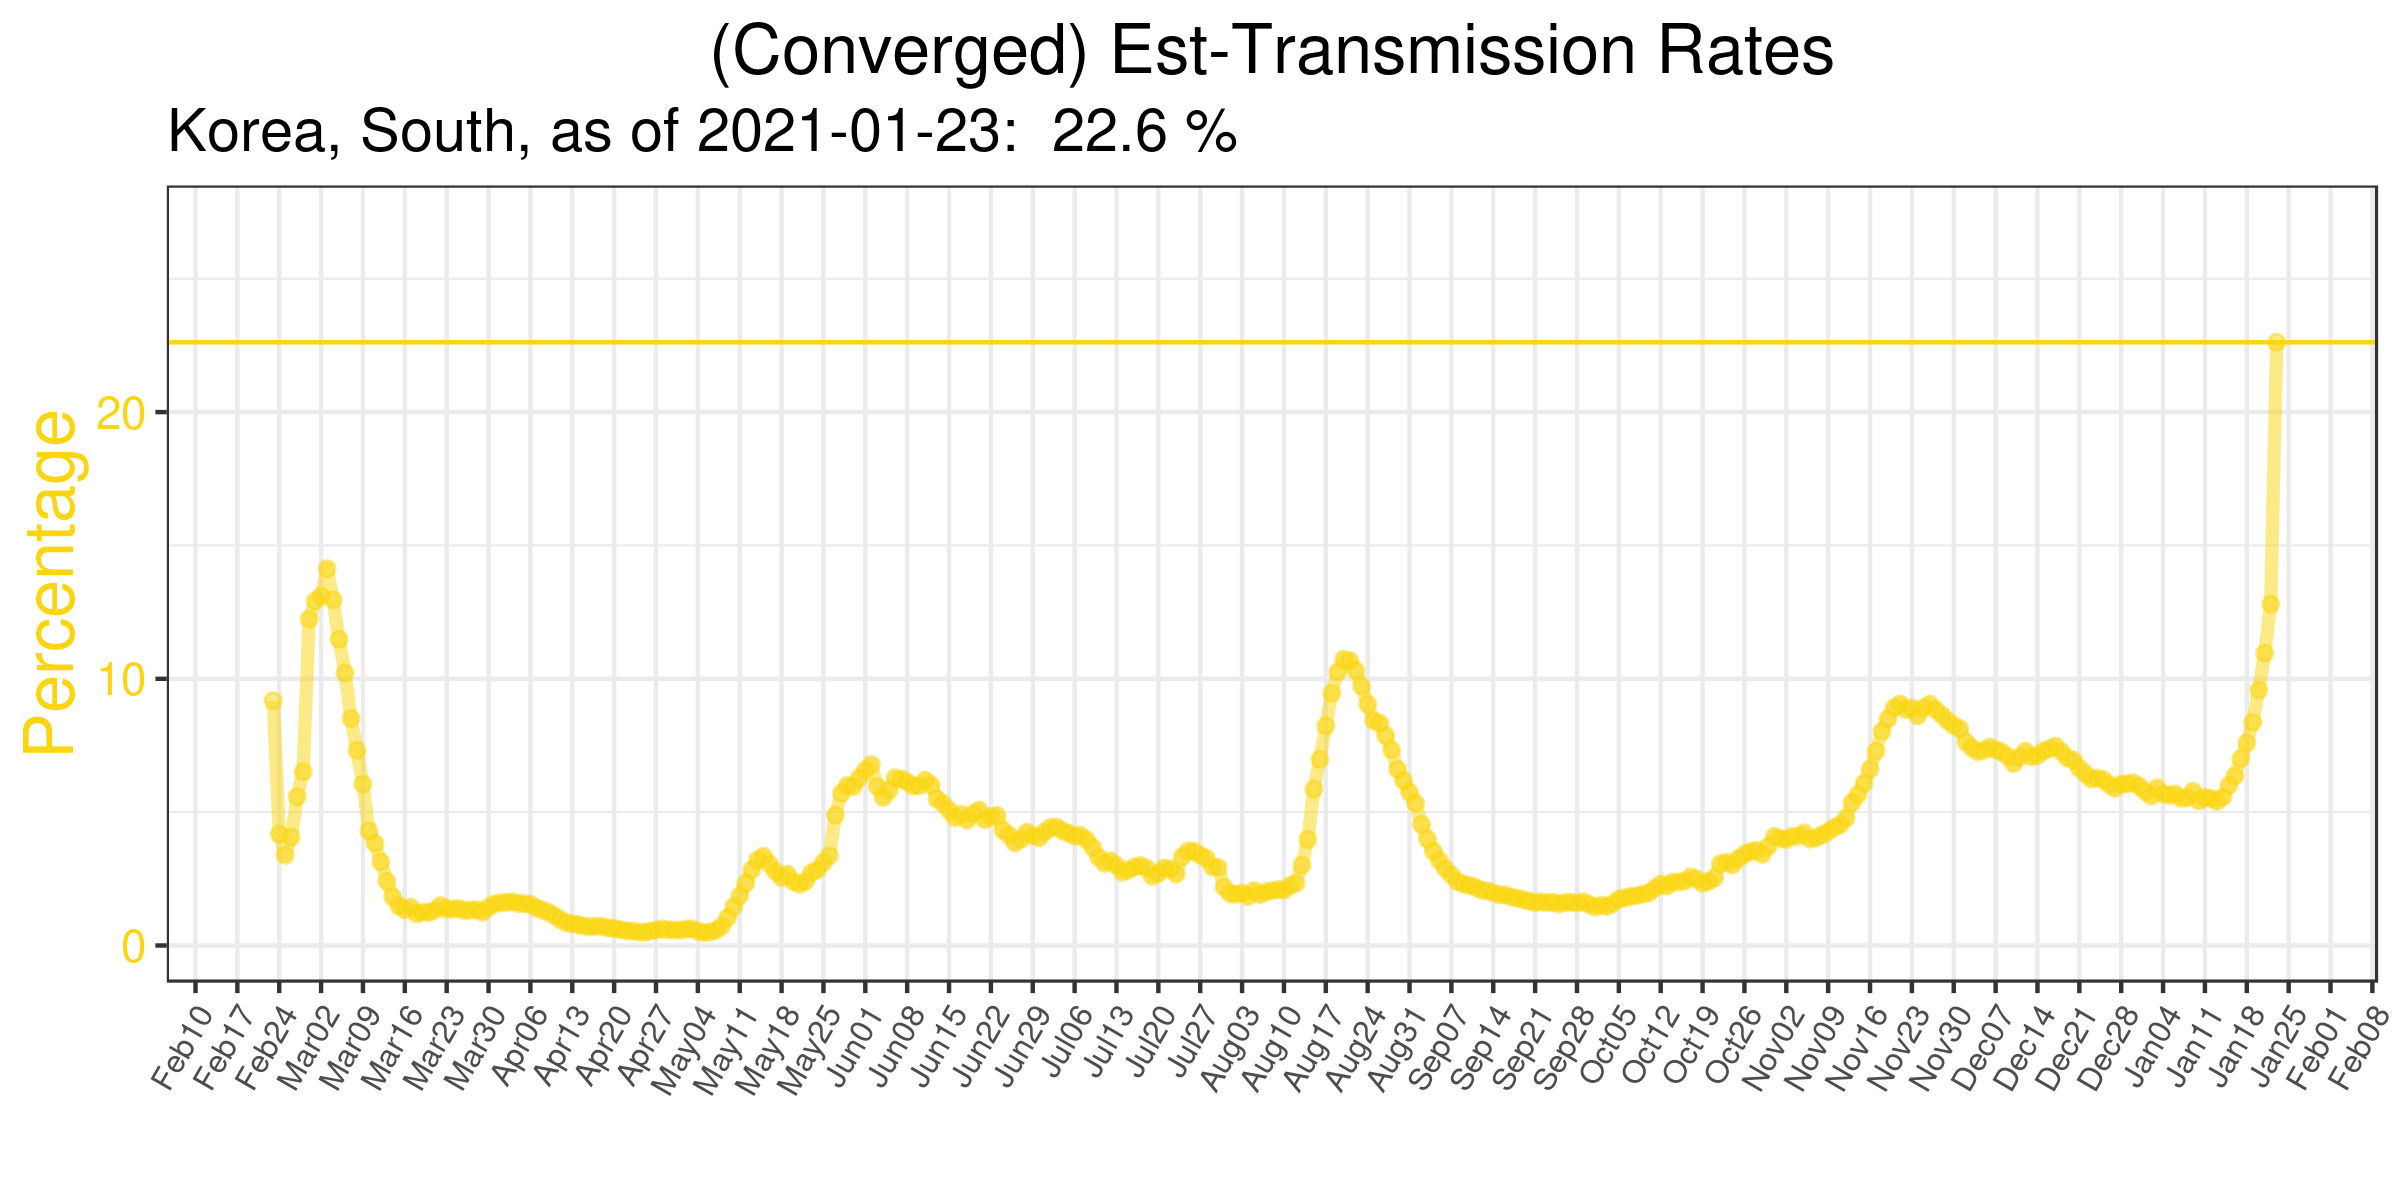 (Converged) Est-Transmission Rates
Korea, South, as of 2021-01-23:  22.6 %
Percentage
20
10
0
Feb10
Feb17
Feb24
Mar02
Mar09
Mar16
Mar23
Mar30
Apr06
Apr13
Apr20
Apr27
May04
May11
May18
May25
Jun01
Jun08
Jun15
Jun22
Jun29
Jul06
Jul13
Jul20
Jul27
Aug03
Aug10
Aug17
Aug24
Aug31
Sep07
Sep14
Sep21
Sep28
Oct05
Oct12
Oct19
Oct26
Nov02
Nov09
Nov16
Nov23
Nov30
Dec07
Dec14
Dec21
Dec28
Jan04
Jan11
Jan18
Jan25
Feb01
Feb08